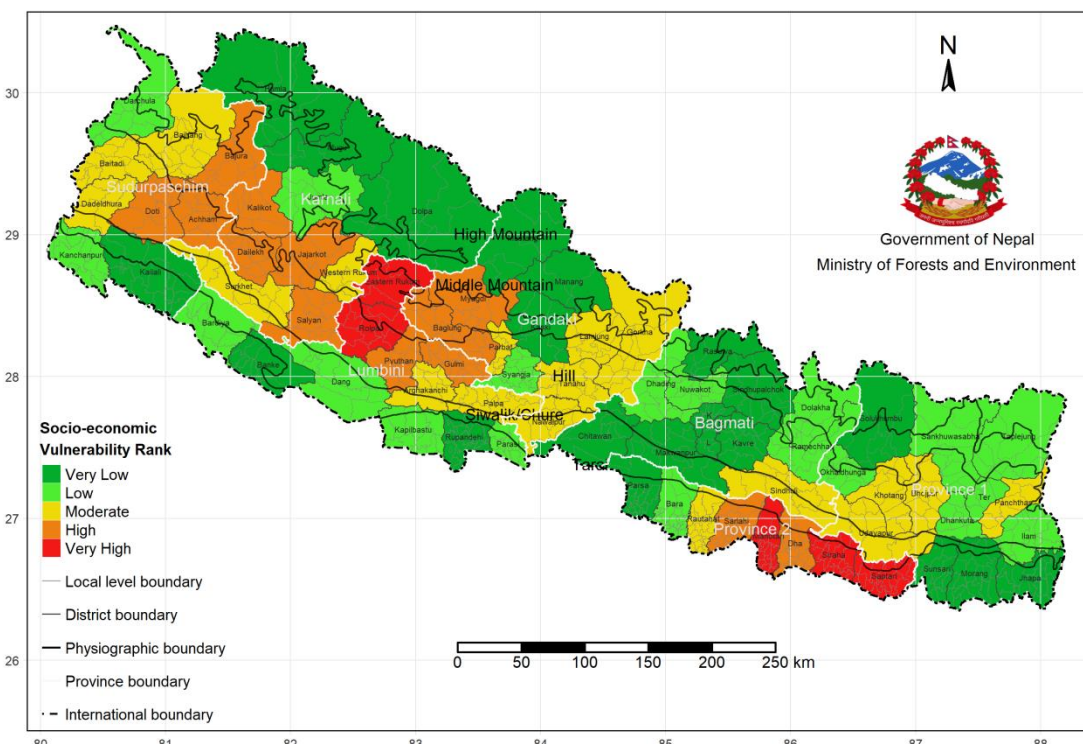 N
Government of Nepal
Ministry of Forests and Environment
30
29
28
27
26
80
81
82
83
84
85
86
87
88
Humla
Darchula
Bajhang
Bajura
Baitadi
Sudurpaschim
Dadeldhura
Doti
Achham
Kalikot
Karnali
Dolpa
High Mountain
Kanchanpur
Kailali
Dailekh
Jajarkot
Western Rukum
Eastern Rukum
Middle Mountain
Myagdi
Manang
Surkhet
Salyan
Rolpa
Baglung
Gandaki
Kaski
Lamjung
Gorkha
Bardiya
Parbat
Pyuthan
Gulmi
Banke
Lumbini
Dang
Syangja
Hill
Tanahu
Arghakanchi
Palpa
Siwalik/Chure
Nawalpur
Kapilbastu
Rupandehi
Parasi
Dhading
Nuwakot
Rasuwa
Sindhupalchok
Dolakha
Bagmati
Chitawan
Kavre
Makwanpur
Ramechhap
Solukhumbu
Sankhuwasabha
Taplejung
Okhaldhunga
Tarai
Parsa
Bara
Sindhuli
Khotang
Province 1
Ter
Panchthar
Rautahat
Sarlahi
Province 2
Dha
Siraha
Saptari
Udayapur
Dhankuta
Ilam
Sunsari
Morang
Jhapa
Socio-economic
Vulnerability Rank
Very Low
Low
Moderate
High
Very High
Local level boundary
District boundary
Physiographic boundary
Province boundary
International boundary
0 50 100 150 200 250 km